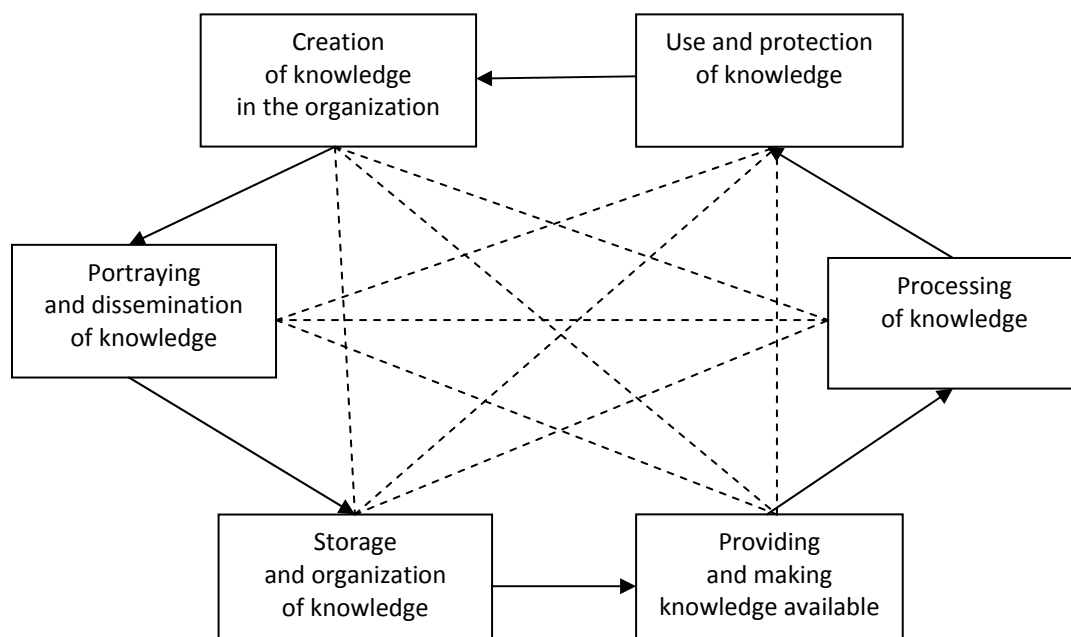 Creation
of knowledge
in the organization
Use and protection
of knowledge
Portraying
and dissemination
of knowledge
Processing
of knowledge
Storage
and organization
of knowledge
Providing
and making
knowledge available